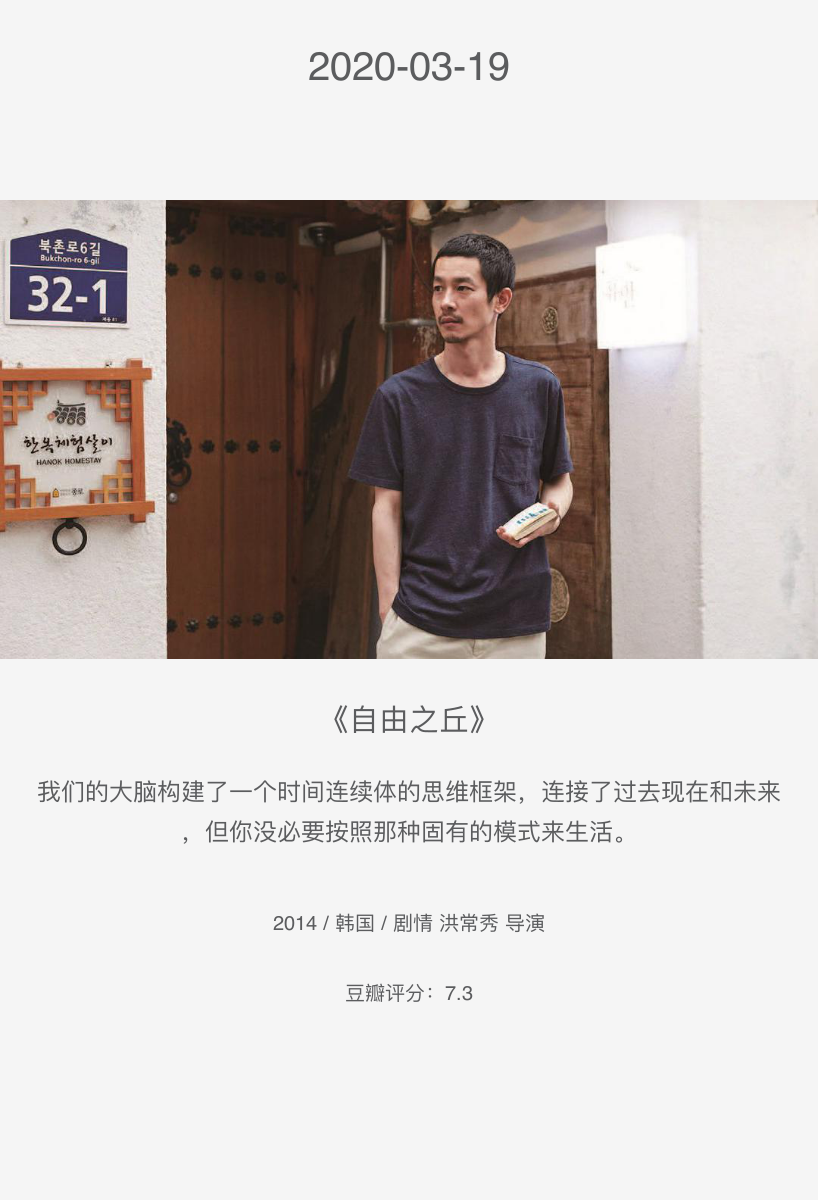 2020-03-19
북촌로6길
Bukchon-ro 6-gil
32-1
한복체험살이
HANOK HOMESTAY
종로
《自由之丘》
我们的大脑构建了一个时间连续体的思维框架，连接了过去现在和未来
，但你没必要按照那种固有的模式来生活。
2014 / 韩国 / 剧情 洪常秀 导演
豆瓣评分：7.3